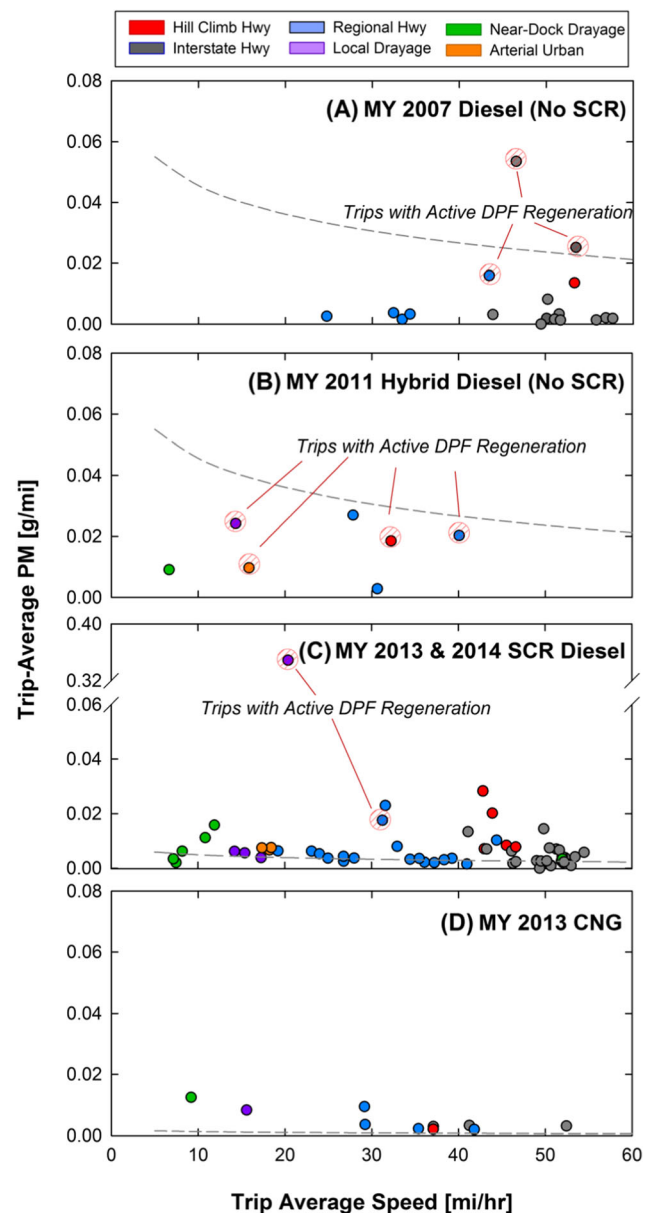 Hill Climb Hwy Regional Hwy Near-Dock Drayage
Interstate Hwy Local Drayage Arterial Urban
0.08
(A) MY 2007 Diesel (No SCR)
0.06
Trips with Active DPF Regeneration
0.04
0.02
0.00
0.08
(B) MY 2011 Hybrid Diesel (No SCR)
0.06
Trips with Active DPF Regeneration
0.04
0.02
0.00
Trip-Average PM [g/mi]
0.40
(C) MY 2013 & 2014 SCR Diesel
0.32
Trips with Active DPF Regeneration
0.06
0.04
0.02
0.00
(D) MY 2013 CNG
0.08
0.06
0.04
0.02
0.00
0 10 20 30 40 50 60
Trip Average Speed [mi/hr]